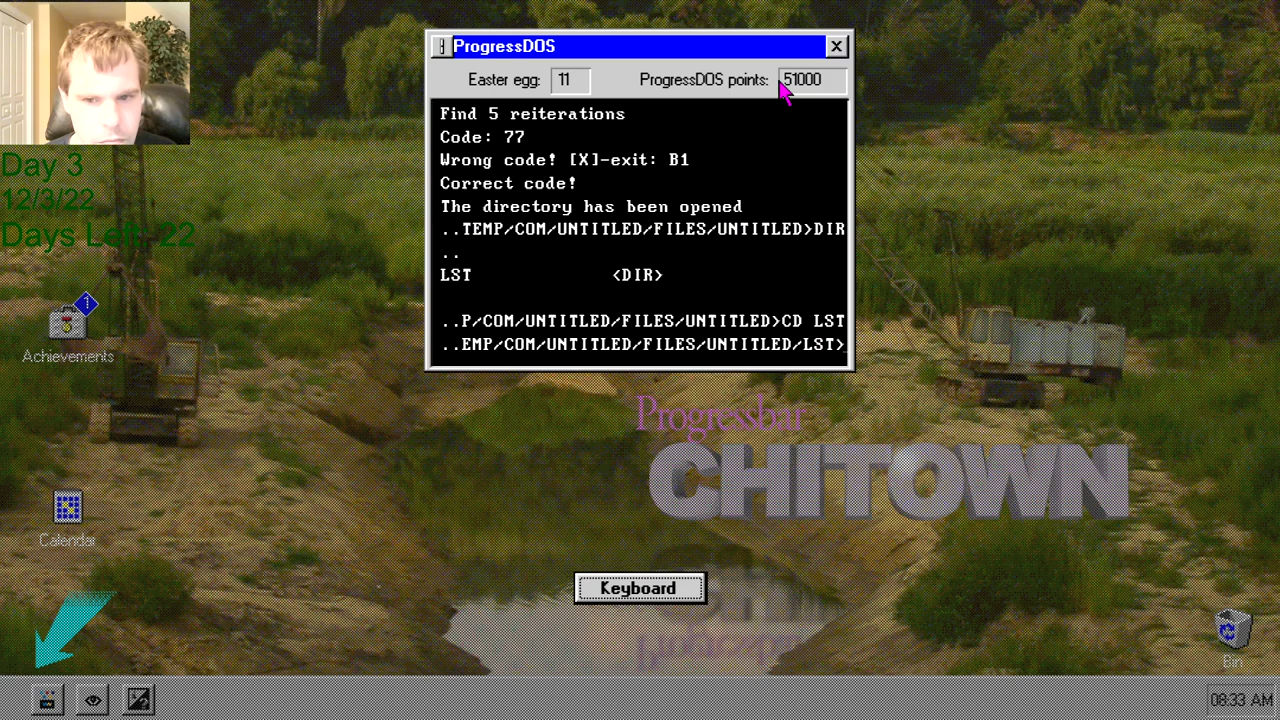 ProgressDOS
Easter egg: 11 ProgressDOS points: 51000
Find 5 reiterations
Code: 77
Wrong code! [X]-exit: B1
Correct code!
The directory has been opened
..TEMP/COM/UNTITLED/FILES/UNTITLED>DIR
..
LST <DIR>
..P/COM/UNTITLED/FILES/UNTITLED>CD LST
..EMP/COM/UNTITLED/FILES/UNTITLED/LST>_
Day 3
12/3/22
Days Left: 22
1
Achievements
Progressbar
CHITOWN
Calendar
Keyboard
Bin
08:33 AM